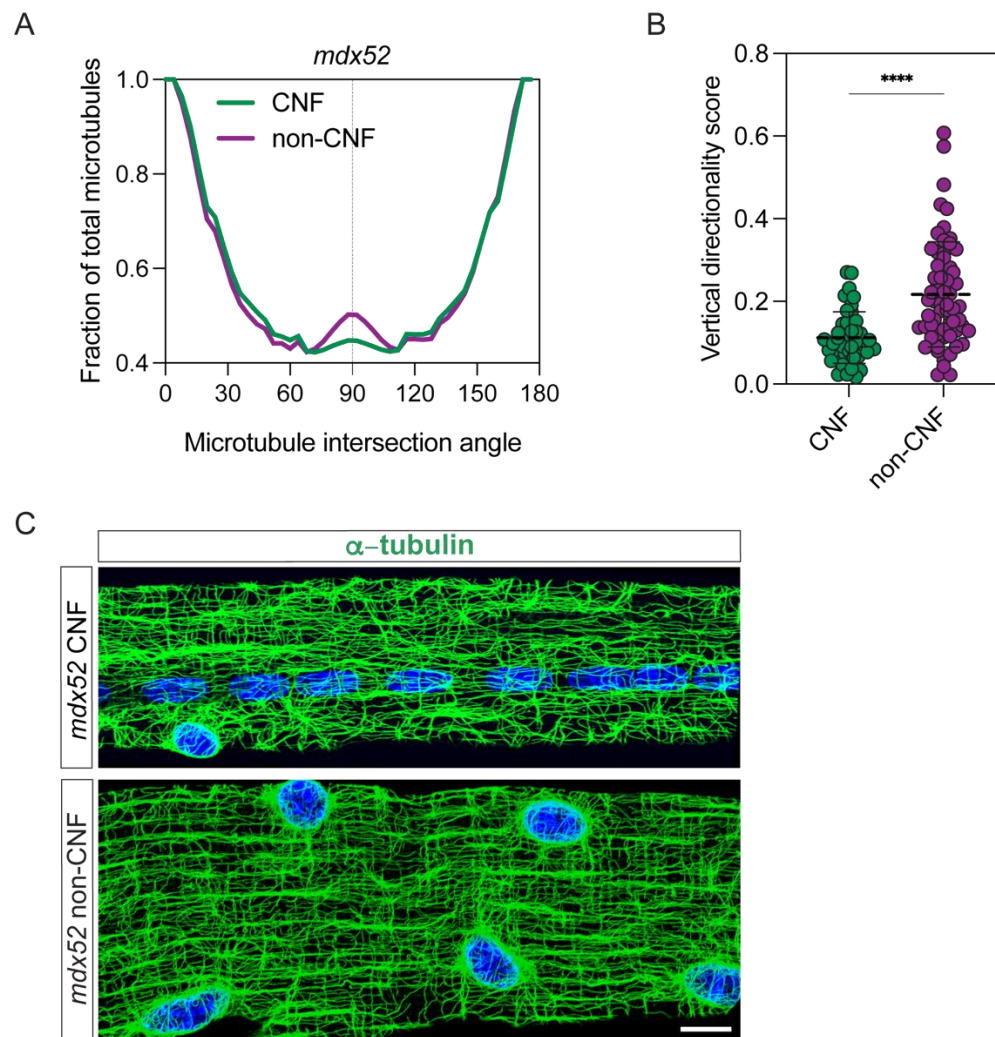 A
mdx52
CNF
non-CNF
1.0
0.8
0.6
0.4
0
30
60
90
120
150
180
Fraction of total microtubules
Microtubule intersection angle
B
****
0.8
0.6
0.4
0.2
0.0
Vertical directionality score
CNF
non-CNF
C
α–tubulin
mdx52 CNF
mdx52 non-CNF